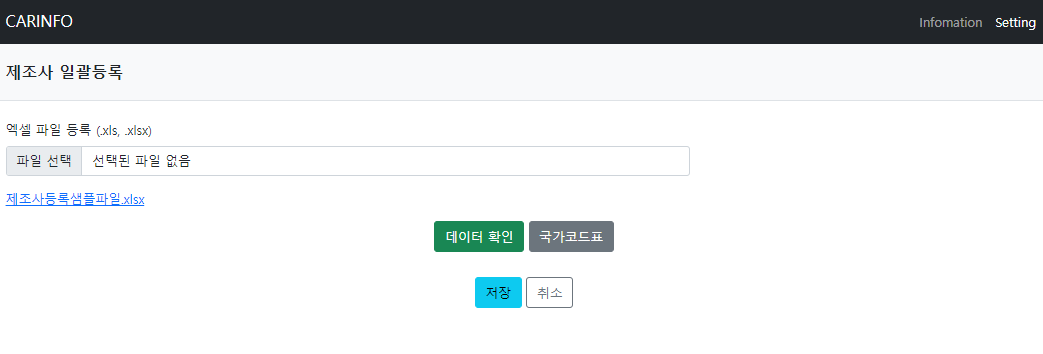 CARINFO Infomation Setting
제조사 일괄등록
엑셀 파일 등록 (.xls, .xlsx)
파일 선택 선택된 파일 없음
제조사등록샘플파일.xlsx
데이터 확인 국가코드표
저장 취소